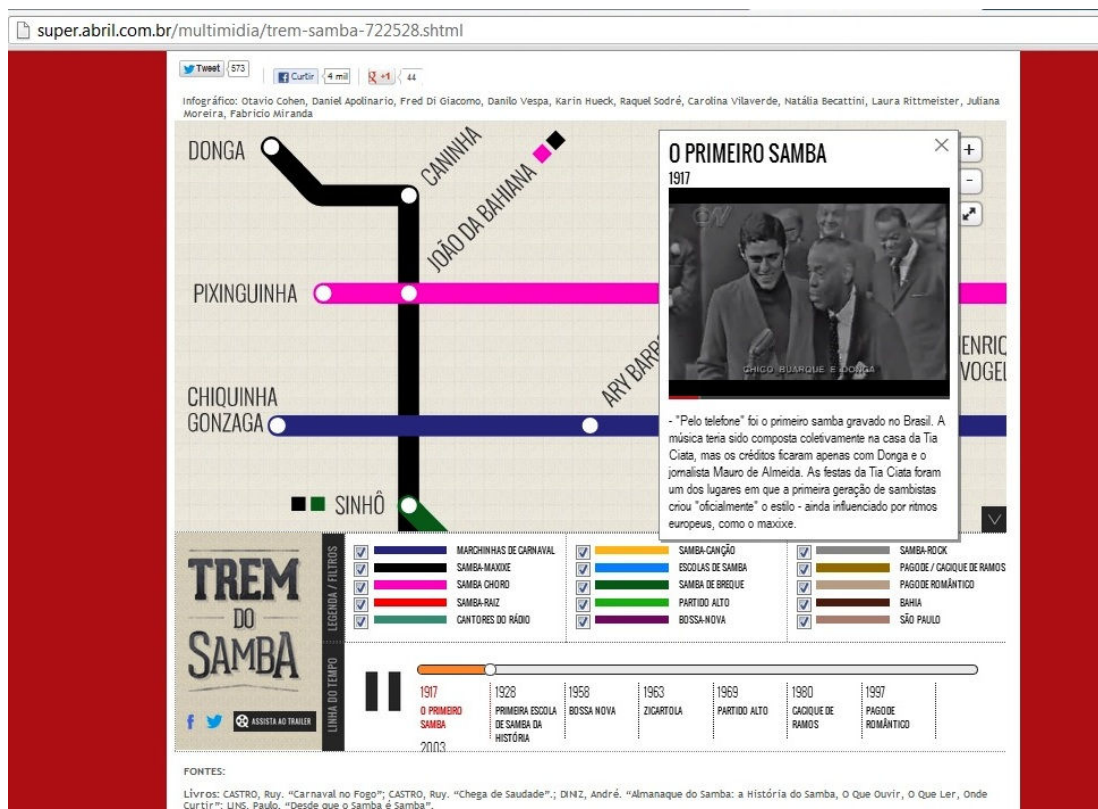 super.abril.com.br/multimidia/trem-samba-722528.shtml
Tweet 573 Curtir 4 mil +1 44
Infográfico: Otavio Cohen, Daniel Apolinario, Fred Di Giacomo, Danilo Vespa, Karin Hueck, Raquel Sodré, Carolina Vilaverde, Natália Becattini, Laura Rittmeister, Juliana
Moreira, Fabricio Miranda
DONGA
CANINHA
JOÃO DA BAHIANA
PIXINGUINHA
CHIQUINHA
GONZAGA
ARY BARR
SINHÔ
ENRIC
VOGEL
O PRIMEIRO SAMBA
1917
CHICO BUARQUE E DONGA
- "Pelo telefone" foi o primeiro samba gravado no Brasil. A
música teria sido composta coletivamente na casa da Tia
Ciata, mas os créditos ficaram apenas com Donga e o
jornalista Mauro de Almeida. As festas da Tia Ciata foram
um dos lugares em que a primeira geração de sambistas
criou "oficialmente" o estilo - ainda influenciado por ritmos
europeus, como o maxixe.
+
-
TREM
DO
SAMBA
ASSISTA AO TRAILER
LEGENDA / FILTROS
MARCHINHAS DE CARNAVAL
SAMBA-MAXIXE
SAMBA CHORO
SAMBA-RAIZ
CANTORES DO RÁDIO
SAMBA-CANÇÃO
ESCOLAS DE SAMBA
SAMBA DE BREQUE
PARTIDO ALTO
BOSSA-NOVA
SAMBA-ROCK
PAGODE / CACIQUE DE RAMOS
PAGODE ROMÂNTICO
BAHIA
SÃO PAULO
LINHA DO TEMPO
1917
O PRIMEIRO
SAMBA
1928
PRIMEIRA ESCOLA
DE SAMBA DA
HISTÓRIA
1958
BOSSA NOVA
1963
ZICARTOLA
1969
PARTIDO ALTO
1980
CACIQUE DE
RAMOS
1997
PAGODE
ROMÂNTICO
2003
FONTES:
Livros: CASTRO, Ruy. “Carnaval no Fogo”; CASTRO, Ruy. “Chega de Saudade”.; DINIZ, André. “Almanaque do Samba: a História do Samba, O Que Ouvir, O Que Ler, Onde
Curtir”; LINS, Paulo. “Desde que o Samba é Samba”.